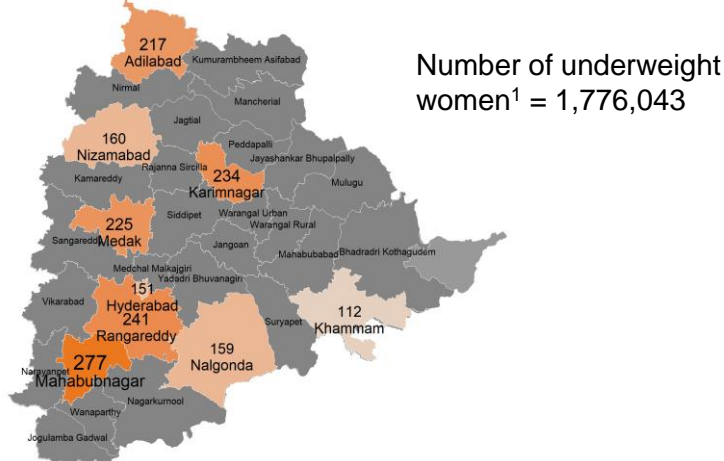 217
Adilabad
Kumurambheem Asifabad
Nirmal
Mancherial
Jagtial
160
Nizamabad
Peddapalli
Jayashankar Bhupalpally
Rajanna Sircilla
Kamareddy
234
Karimnagar
Mulugu
225
Medak
Siddipet
Warangal Urban
Warangal Rural
Sangareddy
Jangoan
Mahabubabad
Bhadradri Kothagudem
Medchal Malkajgiri
Yadadri Bhuvanagiri
151
Hyderabad
Vikarabad
241
Rangareddy
Suryapet
112
Khammam
159
Nalgonda
277
Mahabubnagar
Narayanpet
Nagarkurnool
Wanaparthy
Jogulamba Gadwal
Number of underweight
women¹ = 1,776,043